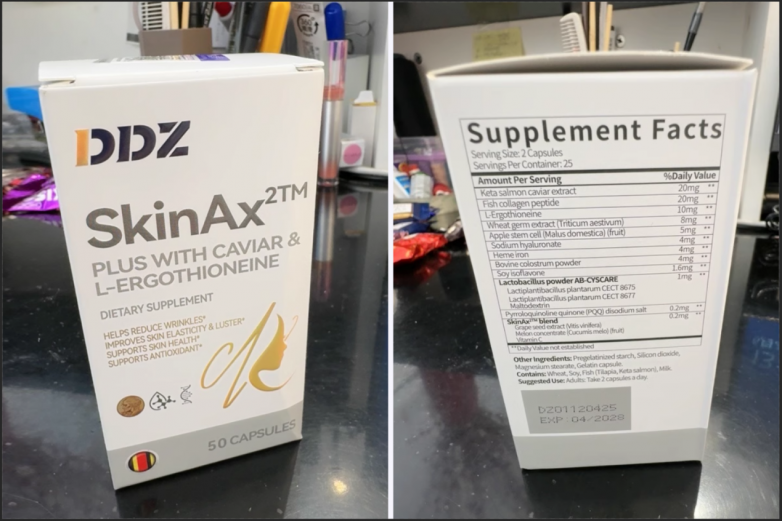 DDZ
SkinAx²™
PLUS WITH CAVIAR &
L-ERGOTHIONEINE
DIETARY SUPPLEMENT
HELPS REDUCE WRINKLES*
IMPROVES SKIN ELASTICITY & LUSTER*
SUPPORTS SKIN HEALTH*
SUPPORTS ANTIOXIDANT*
50 CAPSULES
Supplement Facts
Serving Size: 2 Capsules
Servings Per Container: 25
Amount Per Serving %Daily Value
Keta salmon caviar extract 20mg **
Fish collagen peptide 20mg **
L-Ergothioneine 10mg **
Wheat germ extract (Triticum aestivum) 8mg **
Apple stem cell (Malus domestica) (fruit) 5mg **
Sodium hyaluronate 4mg **
Heme iron 4mg **
Bovine colostrum powder 4mg **
Soy isoflavone 1.6mg **
Lactobacillus powder AB-CYSCARE 1mg **
Lactiplantibacillus plantarum CECT 8675
Lactiplantibacillus plantarum CECT 8677
Maltodextrin
Pyrroloquinoline quinone (PQQ) disodium salt 0.2mg **
SkinAx™ blend 0.2mg **
Grape seed extract (Vitis vinifera)
Melon concentrate (Cucumis melo) (fruit)
Vitamin C
**Daily Value not established
Other Ingredients: Pregelatinized starch, Silicon dioxide,
Magnesium stearate, Gelatin capsule.
Contains: Wheat, Soy, Fish (Tilapia, Keta salmon), Milk.
Suggested Use: Adults: Take 2 capsules a day.
DZ01120425
EXP 04/2028